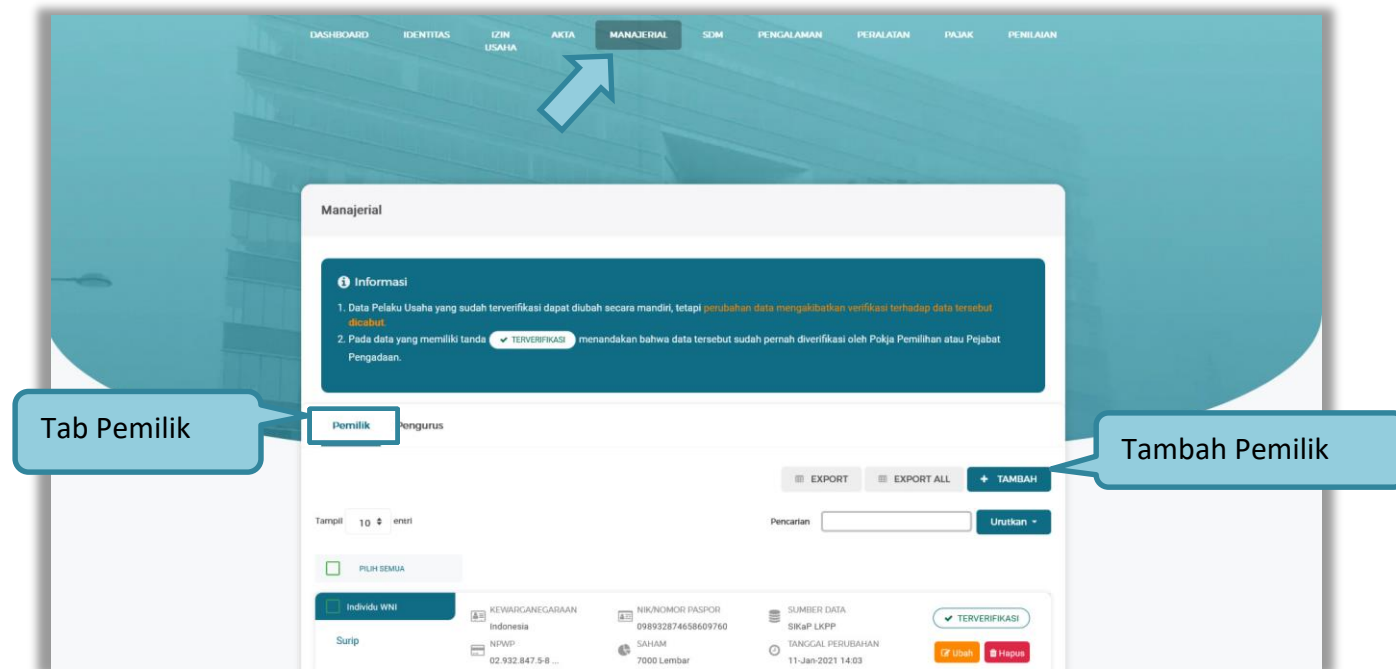 DASHBOARD IDENTITAS IZIN USAHA AKTA MANAJERIAL SDM PENGALAMAN PERALATAN PAJAK PENILAIAN
Manajerial
Informasi
1. Data Pelaku Usaha yang sudah terverifikasi dapat diubah secara mandiri, tetapi perubahan data mengakibatkan verifikasi terhadap data tersebut
dicabut.
2. Pada data yang memiliki tanda TERVERIFIKASI menandakan bahwa data tersebut sudah pernah diverifikasi oleh Pokja Pemilihan atau Pejabat
Pengadaan.
Tab Pemilik
Pemilik Pengurus
Tambah Pemilik
EXPORT EXPORT ALL + TAMBAH
Tampil 10 entri Pencarian Urutkan
PILIH SEMUA
Individu WNI
Surip
KEWARGANEGARAAN
Indonesia
NPWP
02.932.847.5-8 ...
NIK/NOMOR PASPOR
098932874658609760
SAHAM
7000 Lembar
SUMBER DATA
SIKaP LKPP
TANGGAL PERUBAHAN
11-Jan-2021 14:03
TERVERIFIKASI
Ubah Hapus